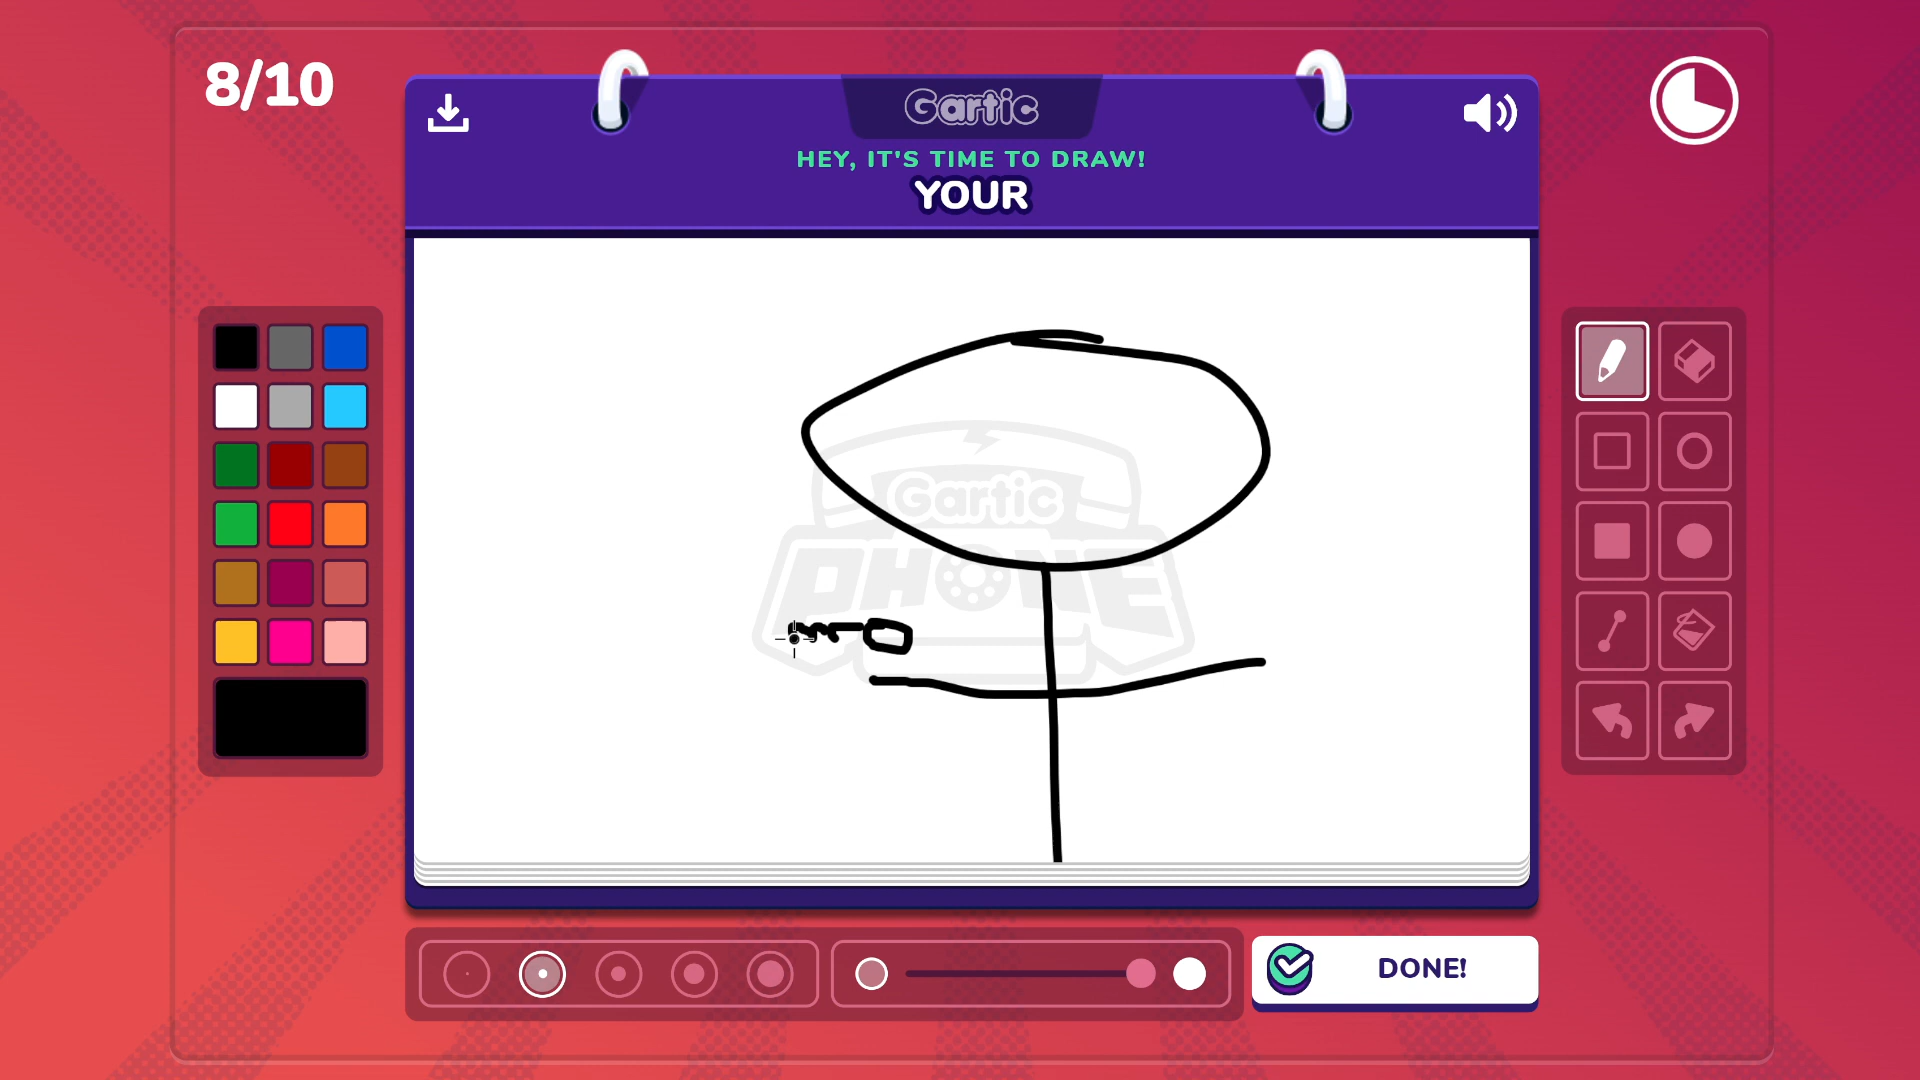 8/10
Gartic
HEY, IT'S TIME TO DRAW!
YOUR
Gartic
PHONE
DONE!